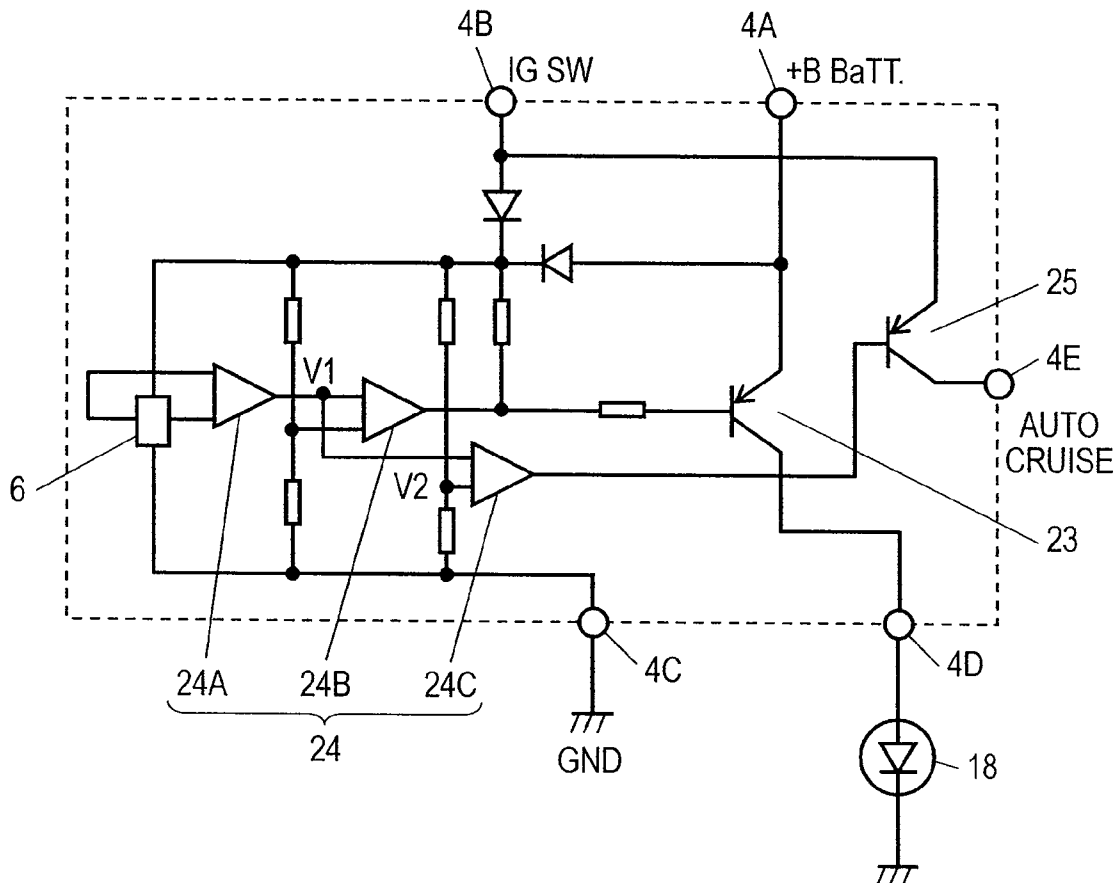 4B
4A
IG SW
+B BaTT.
25
4E
AUTO
CRUISE
V1
6
V2
23
24A
24B
24C
4C
4D
24
GND
18